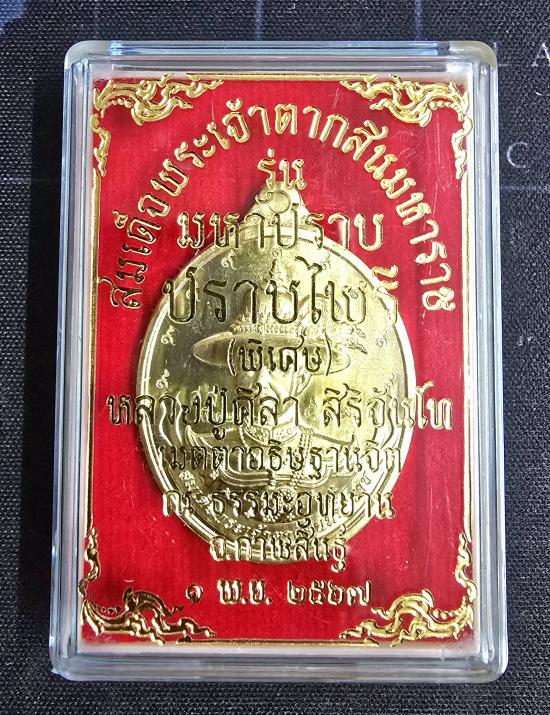 สมเด็จพระเจ้าตากสินมหาราช
รุ่น
มหาปราบ
ปราบไพรี
(พิเศษ)
หลวงปู่ศิลา สิริจันโท
เมตตาอธิษฐานจิต
ณ ธรรมะอุทยาน
จ.กาฬสินธุ์
๑ พ.ย. ๒๕๖๗